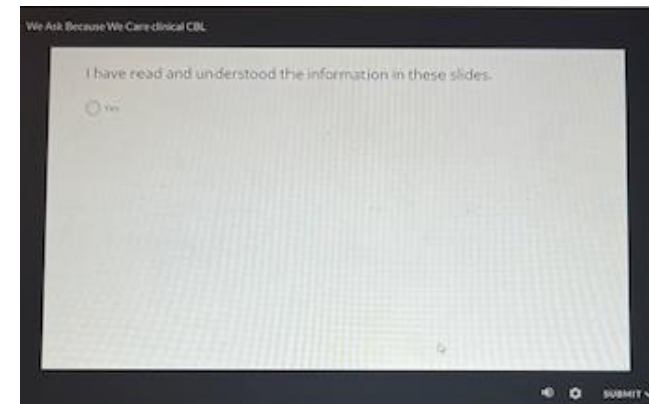 We Ask Because We Care clinical CBL
I have read and understood the information in these slides.
Yes
SUBMIT